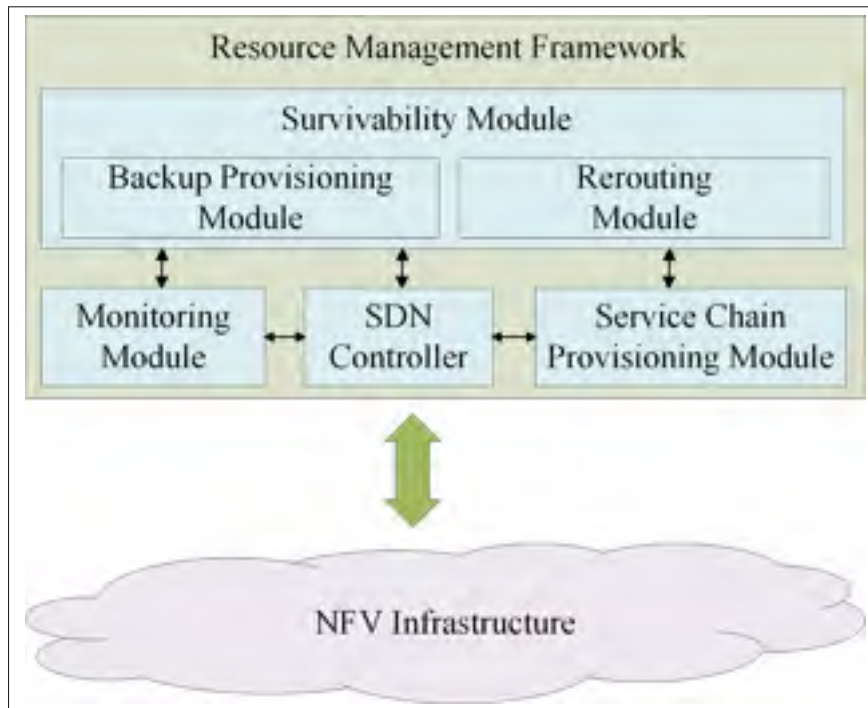 Resource Management Framework
Survivability Module
Backup Provisioning
Module
Rerouting
Module
Monitoring
Module
SDN
Controller
Service Chain
Provisioning Module
NFV Infrastructure